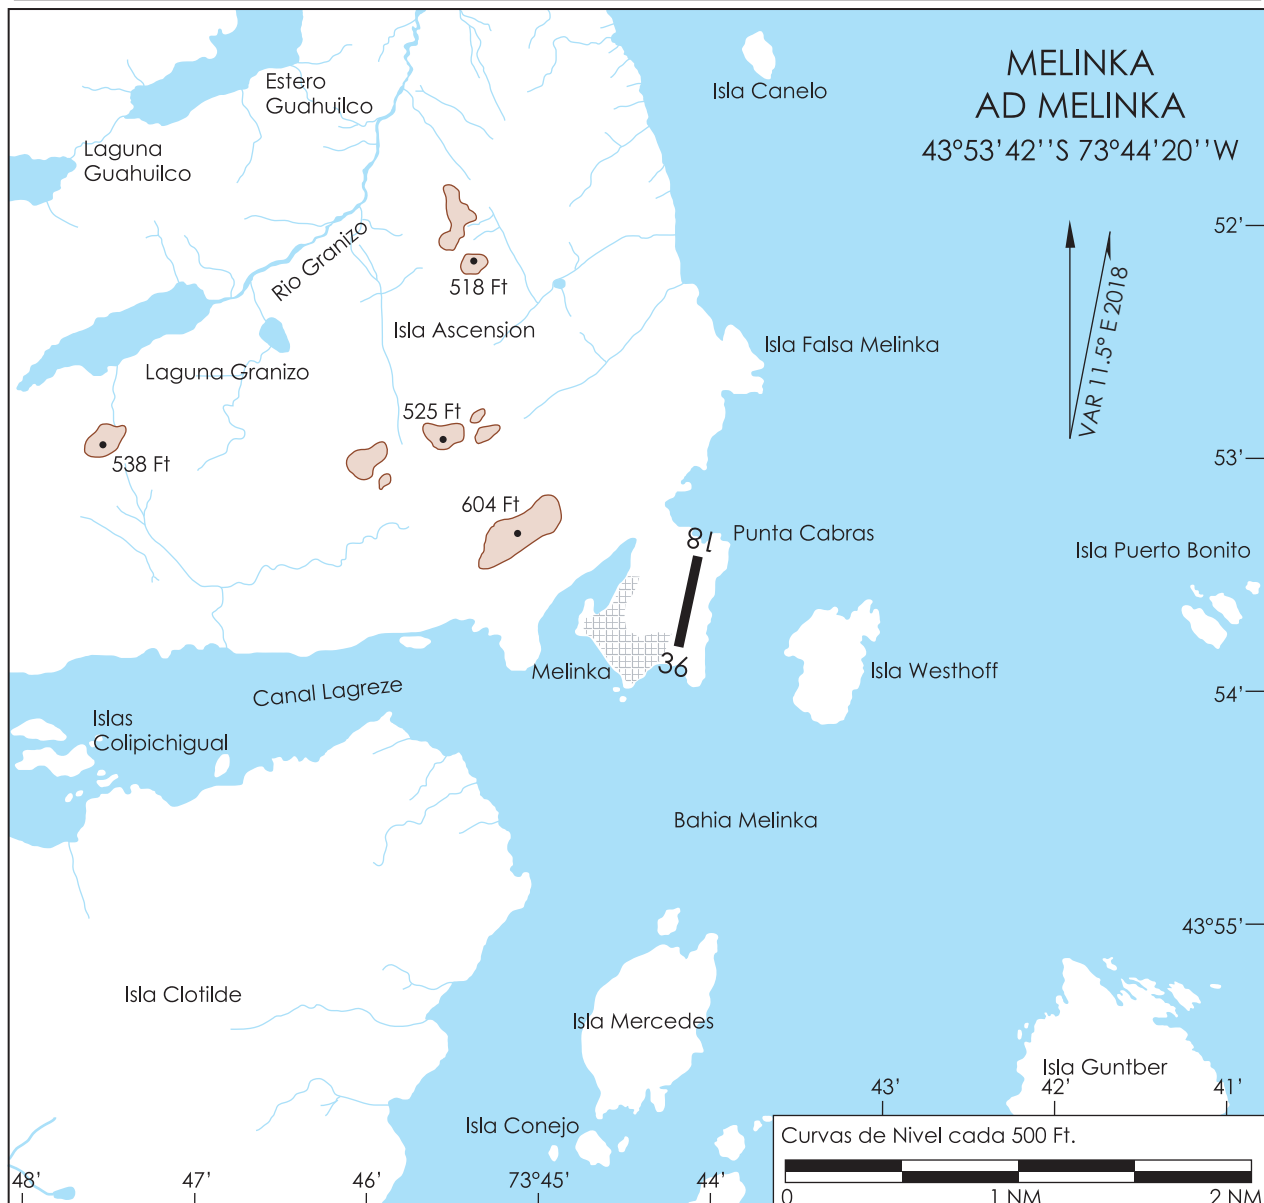 MELINKA
AD MELINKA
43°53'42''S 73°44'20''W
Estero
Guahuilco
Isla Canelo
Laguna
Guahuilco
52'
Rio Granizo
VAR 11.5° E 2018
518 Ft
Isla Ascension
Isla Falsa Melinka
Laguna Granizo
525 Ft
538 Ft
53'
604 Ft
18
Punta Cabras
Isla Puerto Bonito
36
Melinka
Isla Westhoff
Canal Lagreze
54'
Islas
Colipichigual
Bahia Melinka
43°55'
Isla Clotilde
Isla Mercedes
Isla Guntber
43'
42'
41'
Isla Conejo
Curvas de Nivel cada 500 Ft.
48'
47'
46'
73°45'
44'
0
1 NM
2 NM